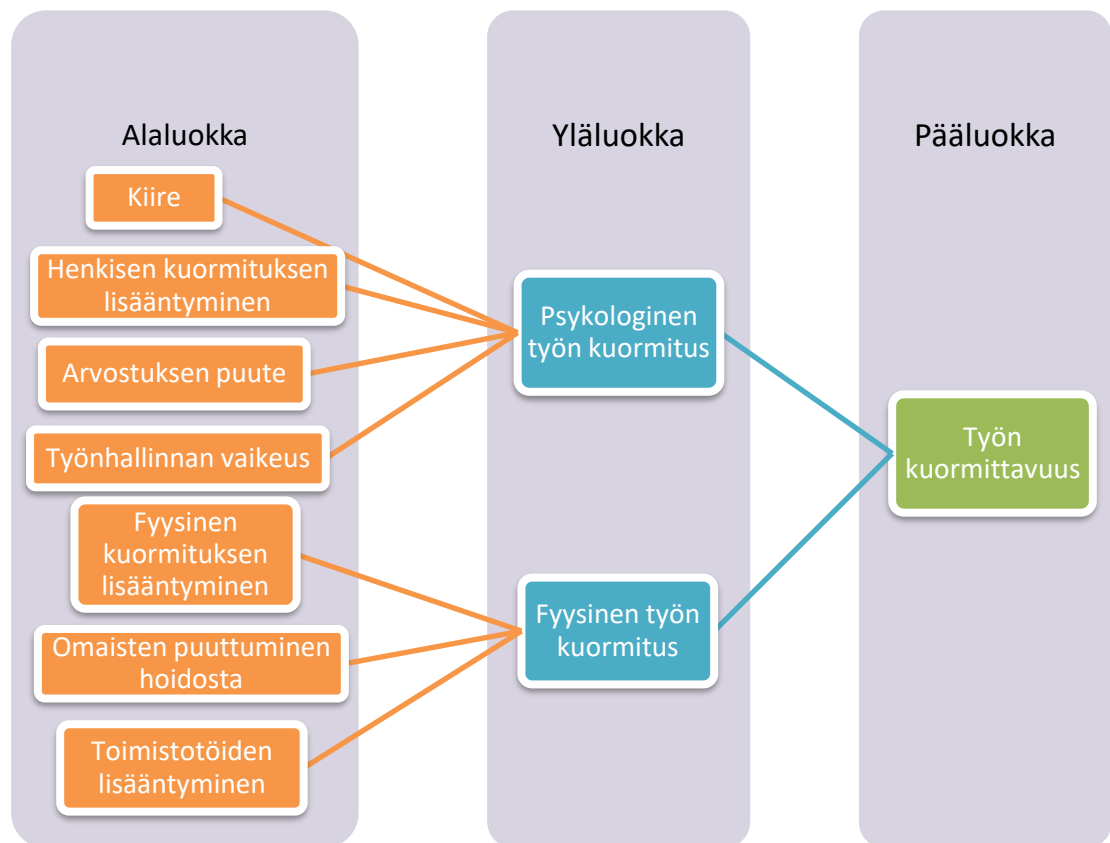 Alaluokka
Kiire
Henkisen kuormituksen
lisääntyminen
Arvostuksen puute
Työnhallinnan vaikeus
Fyysinen
kuormituksen
lisääntyminen
Omaisten puuttuminen
hoidosta
Toimistotöiden
lisääntyminen
Yläluokka
Psykologinen
työn kuormitus
Fyysinen työn
kuormitus
Pääluokka
Työn
kuormittavuus